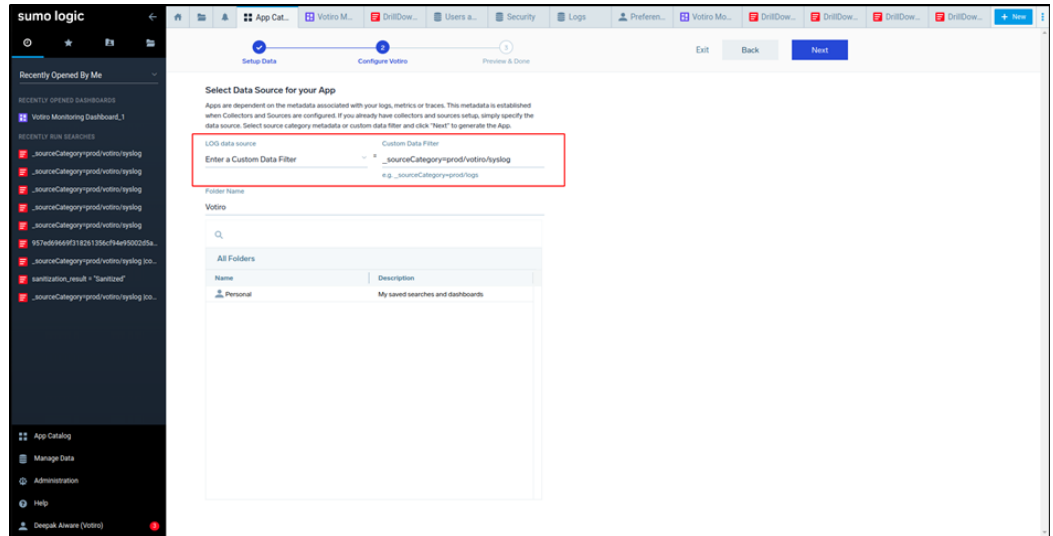 sumo logic
App Cat...
Votiro M...
DrillDow...
Users a...
Security
Logs
Preferen...
Votiro Mo...
DrillDow...
DrillDow...
DrillDow...
DrillDow...
+ New
Recently Opened By Me
RECENTLY OPENED DASHBOARDS
Votiro Monitoring Dashboard_1
RECENTLY RUN SEARCHES
_sourceCategory=prod/votiro/syslog
_sourceCategory=prod/votiro/syslog
_sourceCategory=prod/votiro/syslog
_sourceCategory=prod/votiro/syslog
_sourceCategory=prod/votiro/syslog
957ed69669f318261356cf94e95002d5a...
_sourceCategory=prod/votiro/syslog |co...
sanitization_result = "Sanitized"
_sourceCategory=prod/votiro/syslog |co...
App Catalog
Manage Data
Administration
Help
Deepak Aiware (Votiro)
3
2
3
Setup Data
Configure Votiro
Preview & Done
Exit
Back
Next
Select Data Source for your App
Apps are dependent on the metadata associated with your logs, metrics or traces. This metadata is established
when Collectors and Sources are configured. If you already have collectors and sources setup, simply specify the
data source. Select source category metadata or custom data filter and click "Next" to generate the App.
LOG data source
Custom Data Filter
Enter a Custom Data Filter
=
_sourceCategory=prod/votiro/syslog
e.g. _sourceCategory=prod/logs
Folder Name
Votiro
All Folders
Name
Description
Personal
My saved searches and dashboards